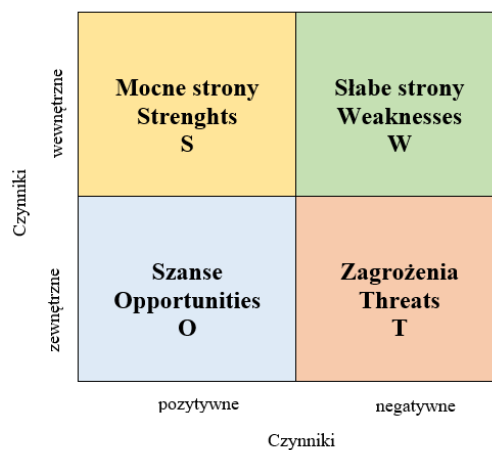 Czynniki
wewnętrzne
Mocne strony
Strenghts
S
Słabe strony
Weaknesses
W
zewnętrzne
Szanse
Opportunities
O
Zagrożenia
Threats
T
pozytywne
negatywne
Czynniki